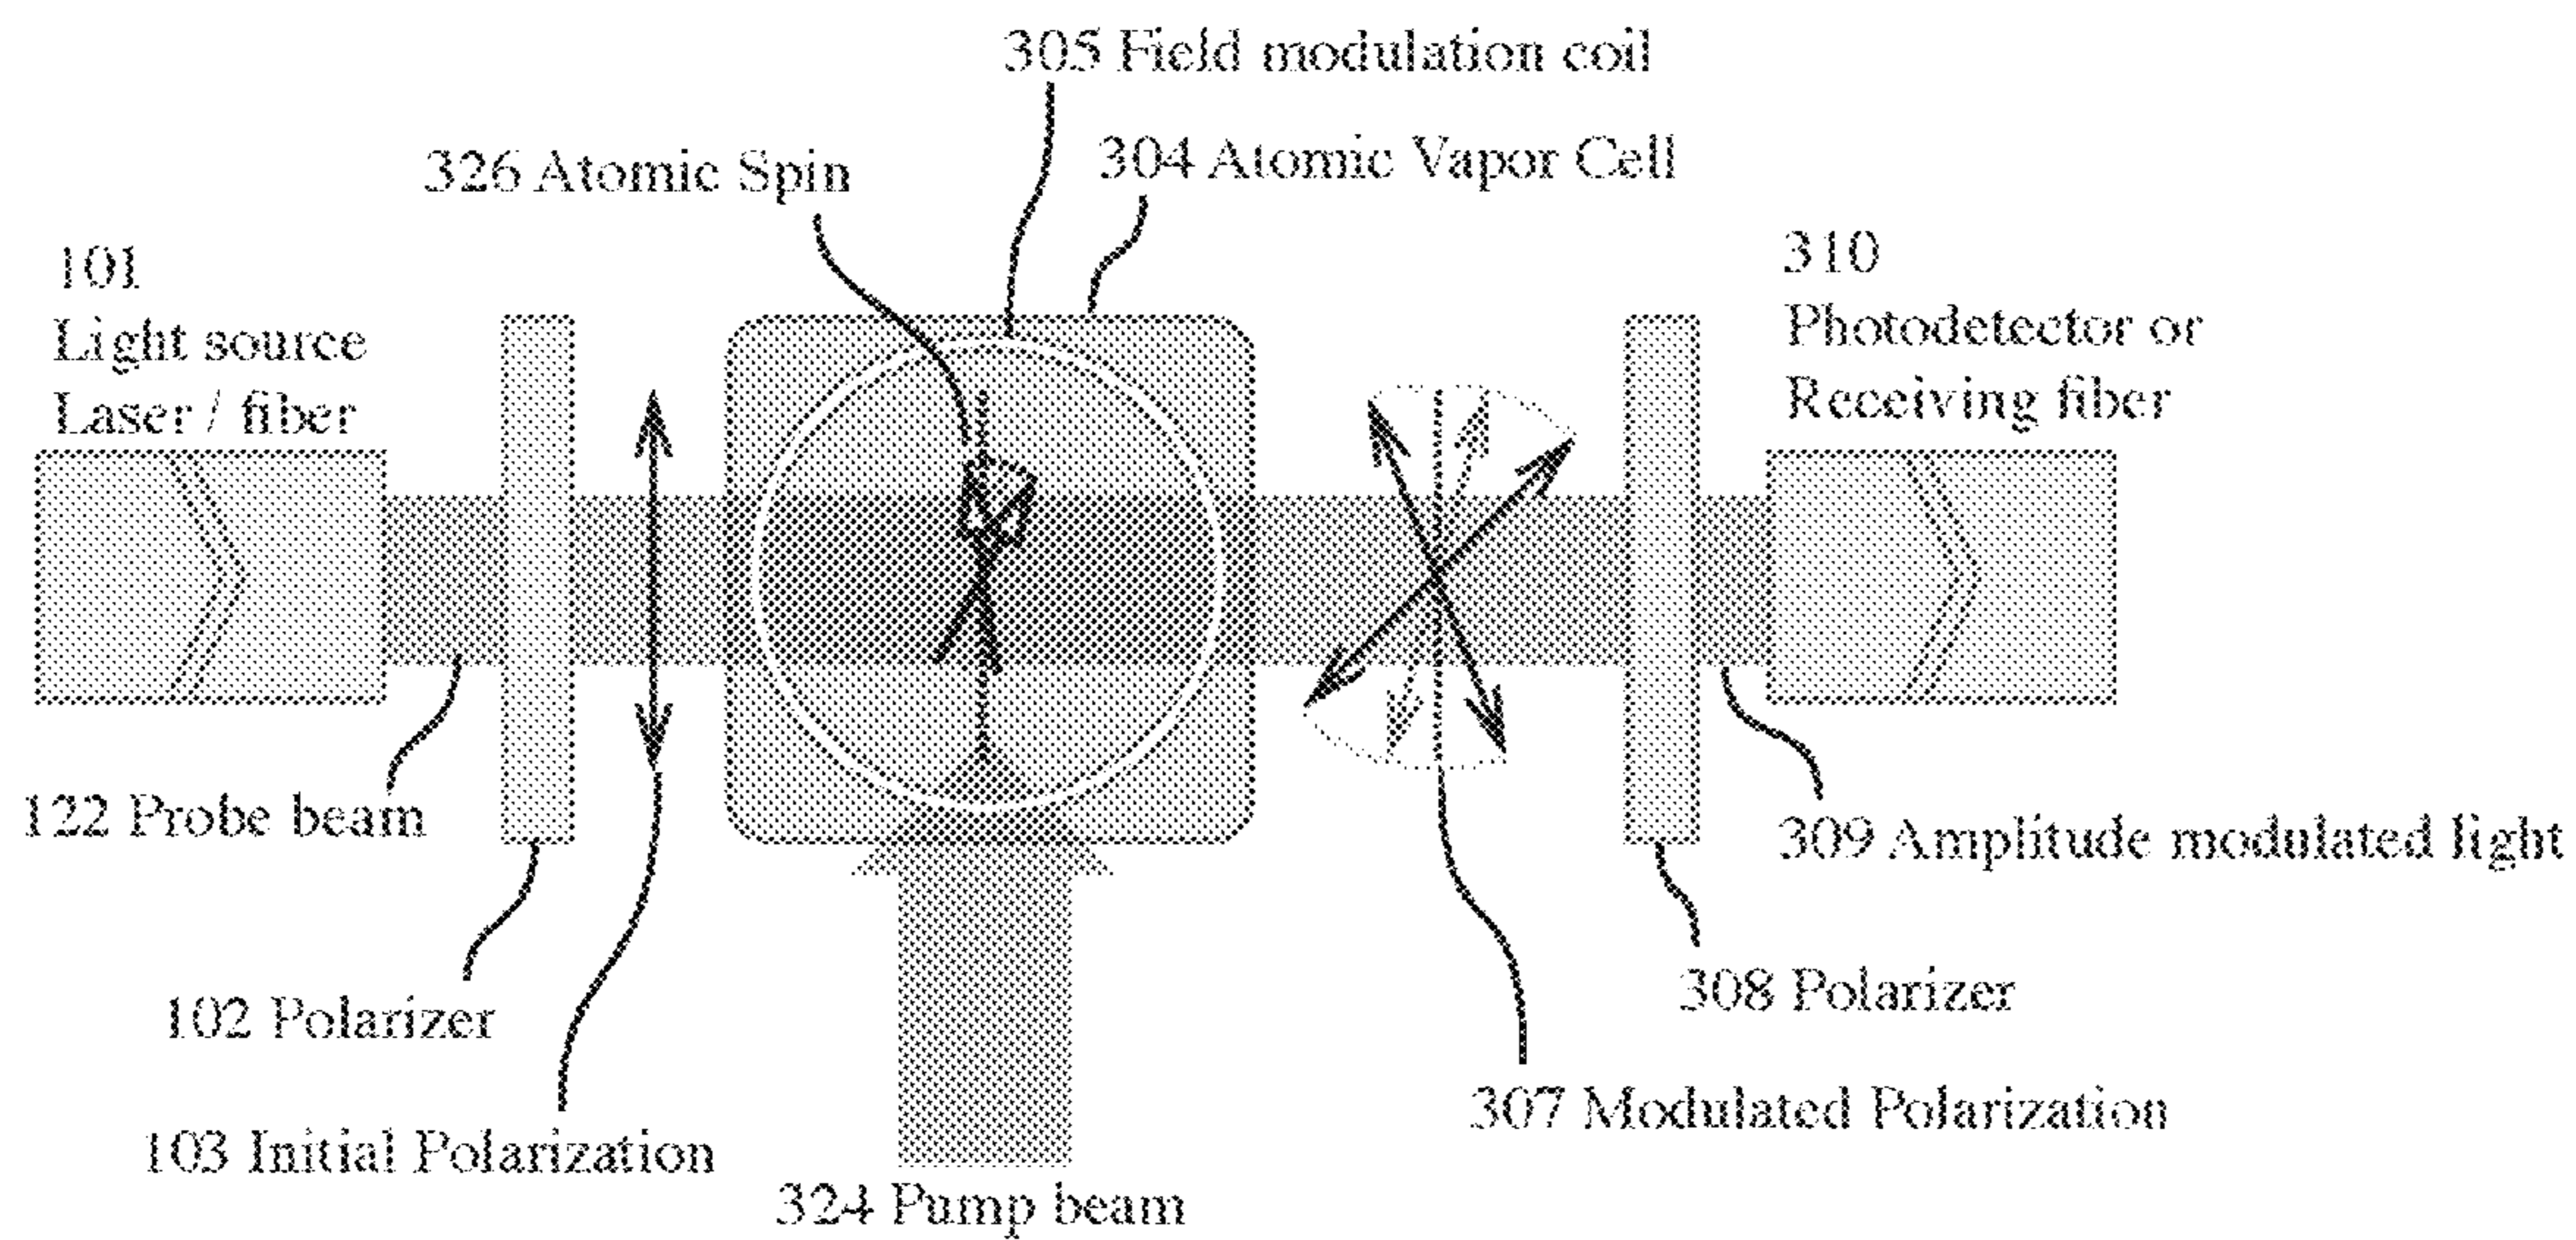 305 Field modulation coil
304 Atomic Vapor Cell
326 Atomic Spin
101
Light source
Laser / fiber
310
Photodetector or
Receiving fiber
122 Probe beam
309 Amplitude modulated light
102 Polarizer
308 Polarizer
103 Initial Polarization
307 Modulated Polarization
324 Pump beam